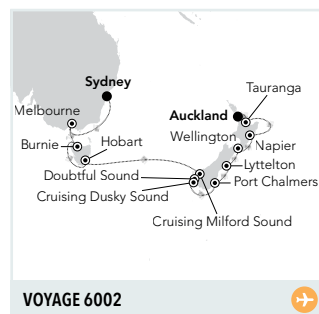 Sydney
Melbourne
Tauranga
Auckland
Burnie
Hobart
Wellington
Napier
Doubtful Sound
Lyttelton
Cruising Dusky Sound
Port Chalmers
Cruising Milford Sound
VOYAGE 6002